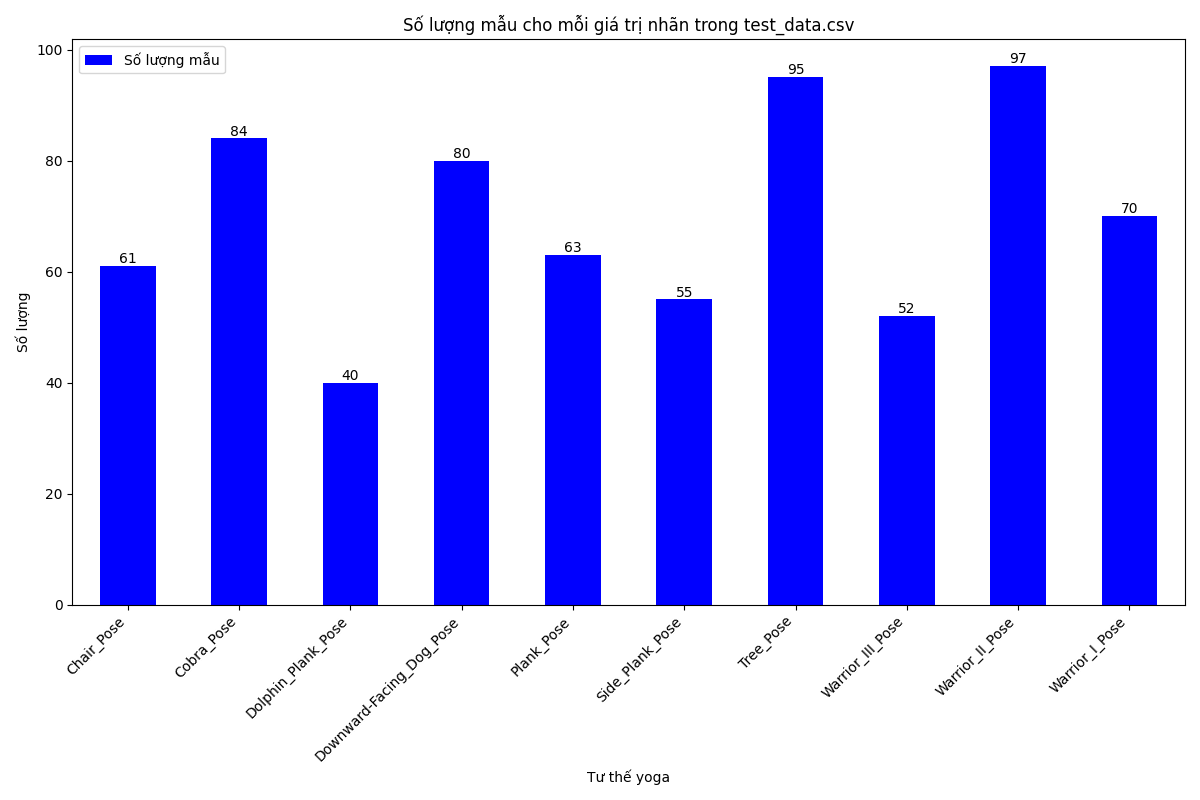 Số lượng mẫu cho mỗi giá trị nhãn trong test_data.csv
Số lượng mẫu
Số lượng
100
80
60
40
20
0
61
84
40
80
63
55
95
52
97
70
Chair_Pose
Cobra_Pose
Dolphin_Plank_Pose
Downward-Facing_Dog_Pose
Plank_Pose
Side_Plank_Pose
Tree_Pose
Warrior_III_Pose
Warrior_II_Pose
Warrior_I_Pose
Tư thế yoga